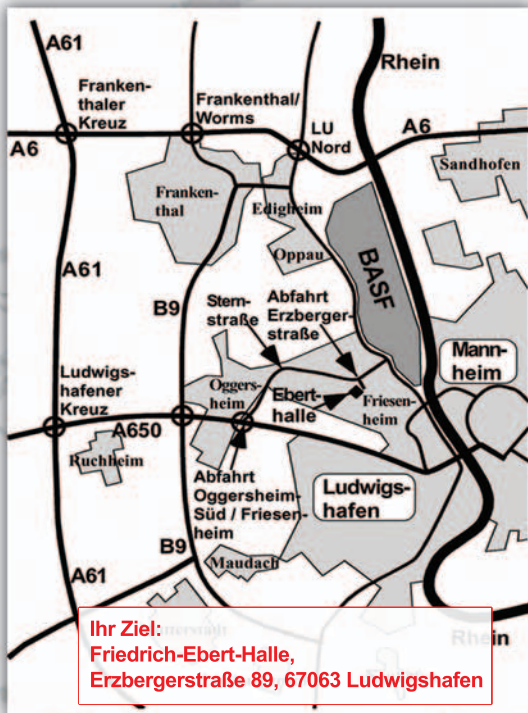 A61
Rhein
Franken-
thaler
Kreuz
Frankenthal/
Worms
LU
Nord
A6
A6
Sandhofen
Franken-
thal
Edigheim
Oppau
BASF
A61
B9
Stern-
straße
Abfahrt
Erzberger-
straße
Mann-
heim
Ludwigs-
hafener
Kreuz
Oggers-
heim
Ebert-
halle
Friesen-
heim
A650
Ruchheim
Abfahrt
Oggersheim-
Süd / Friesen-
heim
Ludwigs-
hafen
B9
Maudach
A61
Rhein
Ihr Ziel:
Friedrich-Ebert-Halle,
Erzbergerstraße 89, 67063 Ludwigshafen